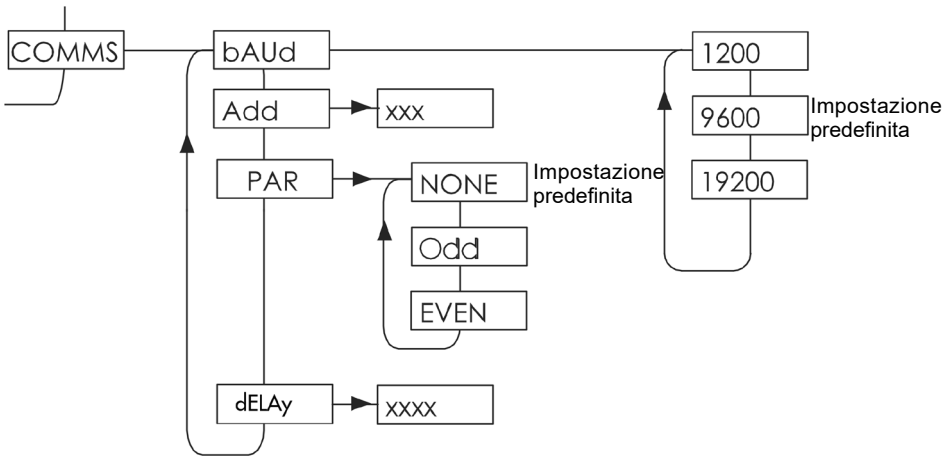 COMMS
bAUd
1200
Add
xxx
9600
Impostazione
predefinita
PAR
NONE
Impostazione
predefinita
19200
Odd
EVEN
dELAy
xxxx